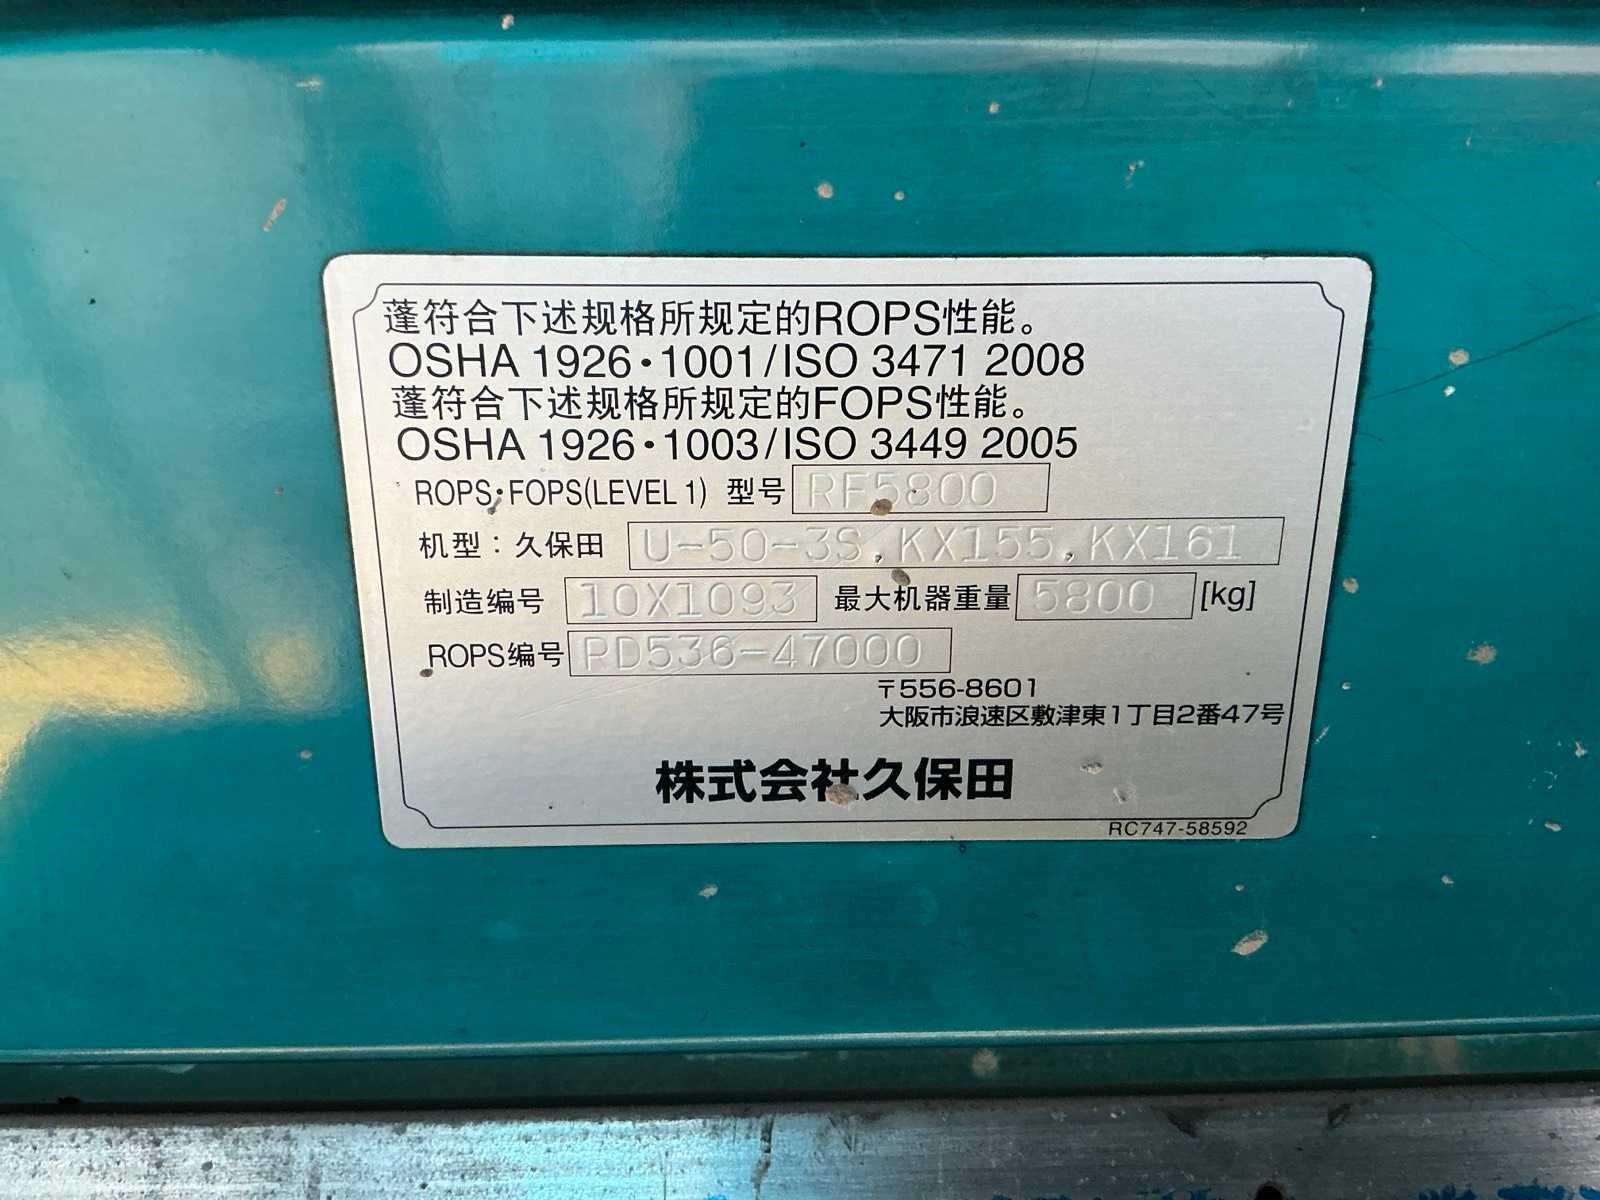 蓬符合下述规格所规定的ROPS性能。
OSHA 1926・1001/ISO 3471 2008
蓬符合下述规格所规定的FOPS性能。
OSHA 1926・1003/ISO 3449 2005
ROPS・FOPS(LEVEL 1) 型号 RF5800
机型：久保田 U-50-3S,KX155,KX161
制造编号 10X1093 最大机器重量 5800 [kg]
ROPS编号 PD536-47000
〒556-8601
大阪市浪速区敷津東1丁目2番47号
株式会社久保田
RC747-58592